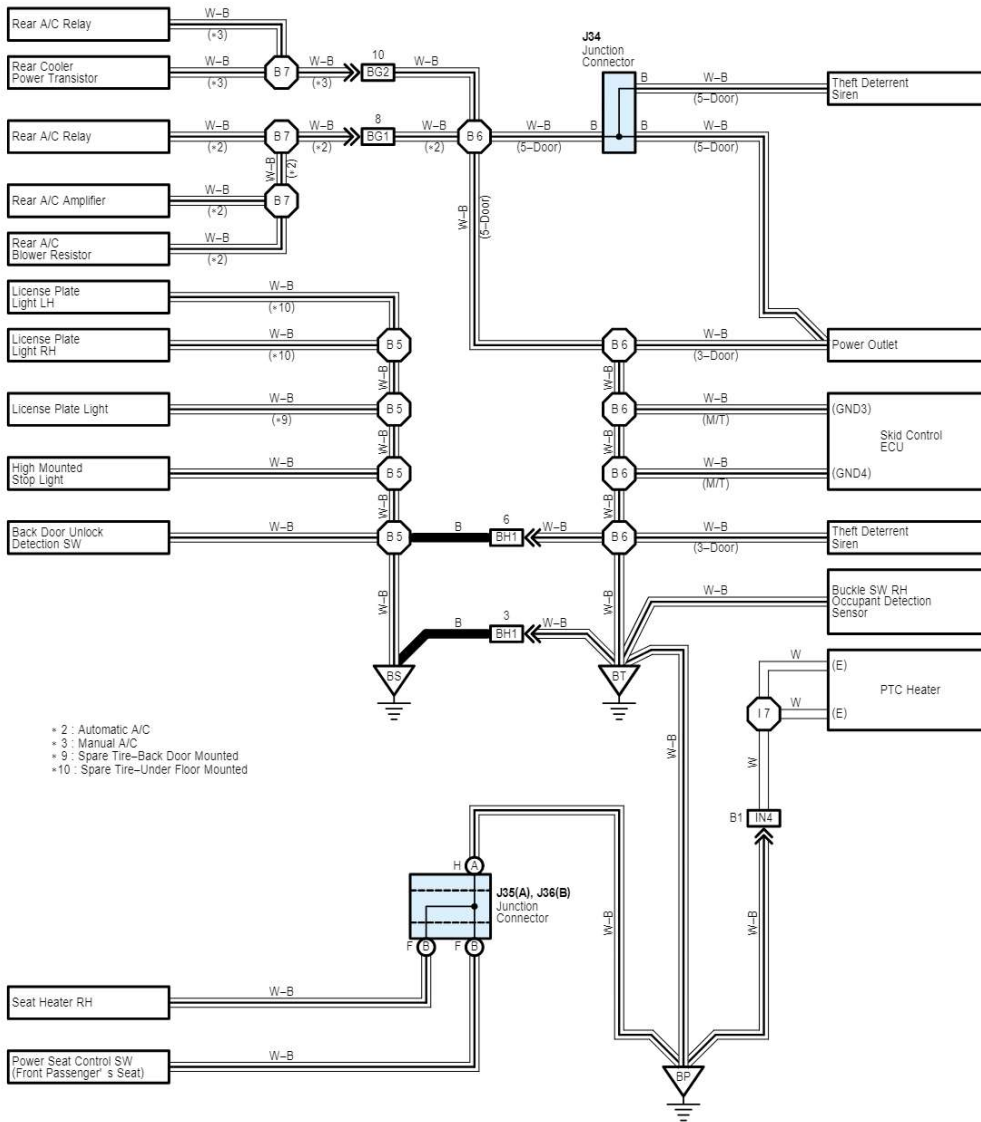 Rear A/C Relay
W–B
(*3)
Rear Cooler
Power Transistor
W–B
(*3)
B 7
W–B
(*3)
10
BG2
W–B
J34
Junction
Connector
B
W–B
(5–Door)
Theft Deterrent
Siren
Rear A/C Relay
W–B
(*2)
B 7
W–B
(*2)
8
BG1
W–B
(*2)
B 6
W–B
(5–Door)
B
B
W–B
(5–Door)
W–B
(*2)
Rear A/C Amplifier
W–B
(*2)
B 7
W–B
(5–Door)
Rear A/C
Blower Resistor
W–B
(*2)
License Plate
Light LH
W–B
(*10)
License Plate
Light RH
W–B
(*10)
B 5
B 6
W–B
(3–Door)
Power Outlet
W–B
W–B
License Plate Light
W–B
(*9)
B 5
B 6
W–B
(M/T)
(GND3)
Skid Control
ECU
W–B
W–B
High Mounted
Stop Light
W–B
B 5
B 6
W–B
(M/T)
(GND4)
W–B
W–B
Back Door Unlock
Detection SW
W–B
B 5
B
6
BH1
W–B
B 6
W–B
(3–Door)
Theft Deterrent
Siren
W–B
W–B
W–B
Buckle SW RH
Occupant Detection
Sensor
B
3
BH1
W–B
BS
BT
W
(E)
PTC Heater
W
(E)
I 7
* 2 : Automatic A/C
* 3 : Manual A/C
* 9 : Spare Tire–Back Door Mounted
*10 : Spare Tire–Under Floor Mounted
W–B
W
B1
IN4
H
A
J35(A), J36(B)
Junction
Connector
F
B
F
B
W–B
W–B
Seat Heater RH
W–B
Power Seat Control SW
(Front Passenger' s Seat)
W–B
BP